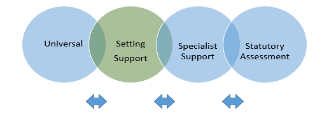 Universal
Setting
Support
Specialist
Support
Statutory
Assessment